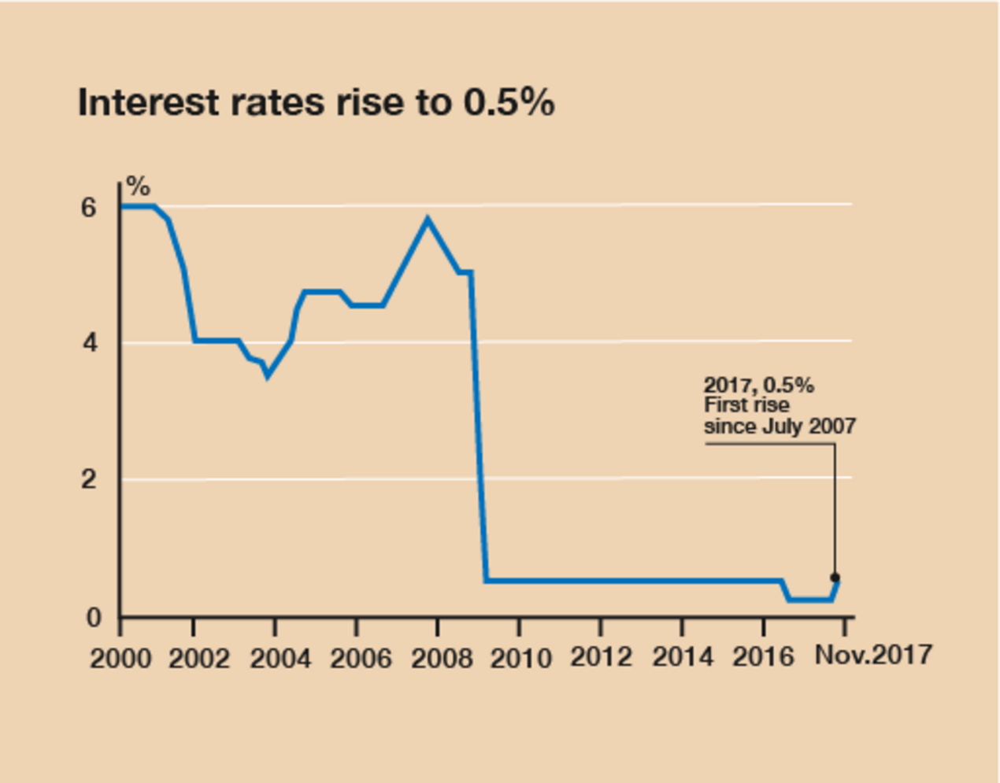 Interest rates rise to 0.5%
%
6
4
2
0
2017, 0.5%
First rise
since July 2007
2000 2002 2004 2006 2008 2010 2012 2014 2016 Nov.2017